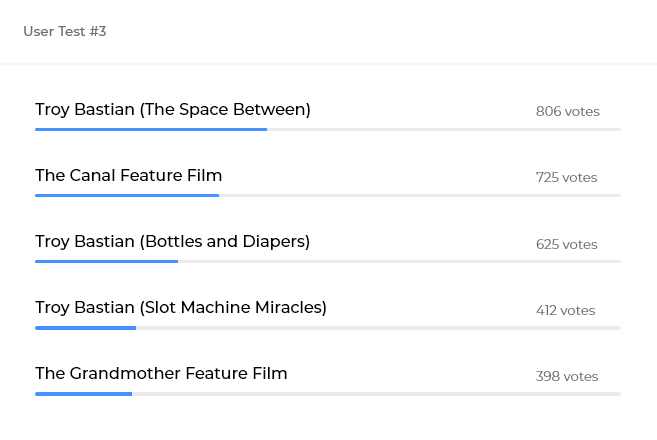 User Test #3
Troy Bastian (The Space Between)
806 votes
The Canal Feature Film
725 votes
Troy Bastian (Bottles and Diapers)
625 votes
Troy Bastian (Slot Machine Miracles)
412 votes
The Grandmother Feature Film
398 votes